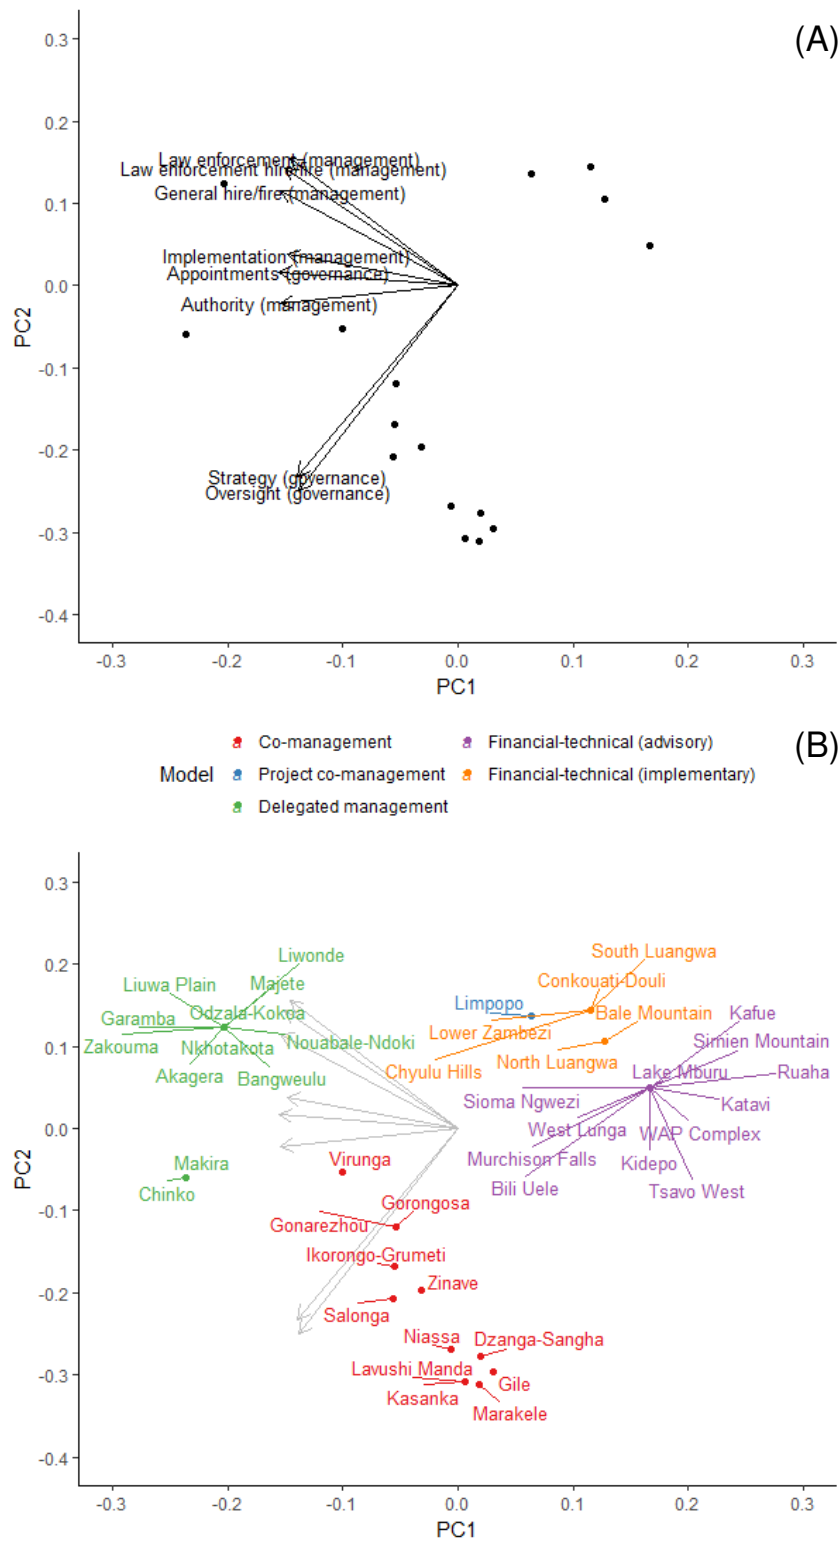 (A)
0.3
0.2
Law enforcement (management)
Law enforcement hire/fire (management)
General hire/fire (management)
0.1
Implementation (management)
Appointments (governance)
0.0
Authority (management)
PC2
-0.1
-0.2
Strategy (governance)
Oversight (governance)
-0.3
-0.4
-0.3 -0.2 -0.1 0.0 0.1 0.2 0.3
PC1
(B)
Model
a Co-management
a Project co-management
a Delegated management
a Financial-technical (advisory)
a Financial-technical (implementary)
0.3
South Luangwa
Liwonde
0.2
Conkouati-Douli
Liuwa Plain
Majete
Limpopo
Odzala-Kokoa
Bale Mountain
Kafue
Garamba
Lower Zambezi
Zakouma
Nkhotakota
Nouabale-Ndoki
Simien Mountain
0.1
North Luangwa
Akagera
Bangweulu
Chyulu Hills
Lake Mburu
Ruaha
Sioma Ngwezi
Katavi
0.0
West Lunga
WAP Complex
Makira
Virunga
Murchison Falls
Kidepo
Chinko
Bili Uele
Tsavo West
PC2
-0.1
Gorongosa
Gonarezhou
Ikorongo-Grumeti
Zinave
-0.2
Salonga
Niassa
Dzanga-Sangha
Lavushi Manda
-0.3
Gile
Kasanka
Marakele
-0.4
-0.3 -0.2 -0.1 0.0 0.1 0.2 0.3
PC1